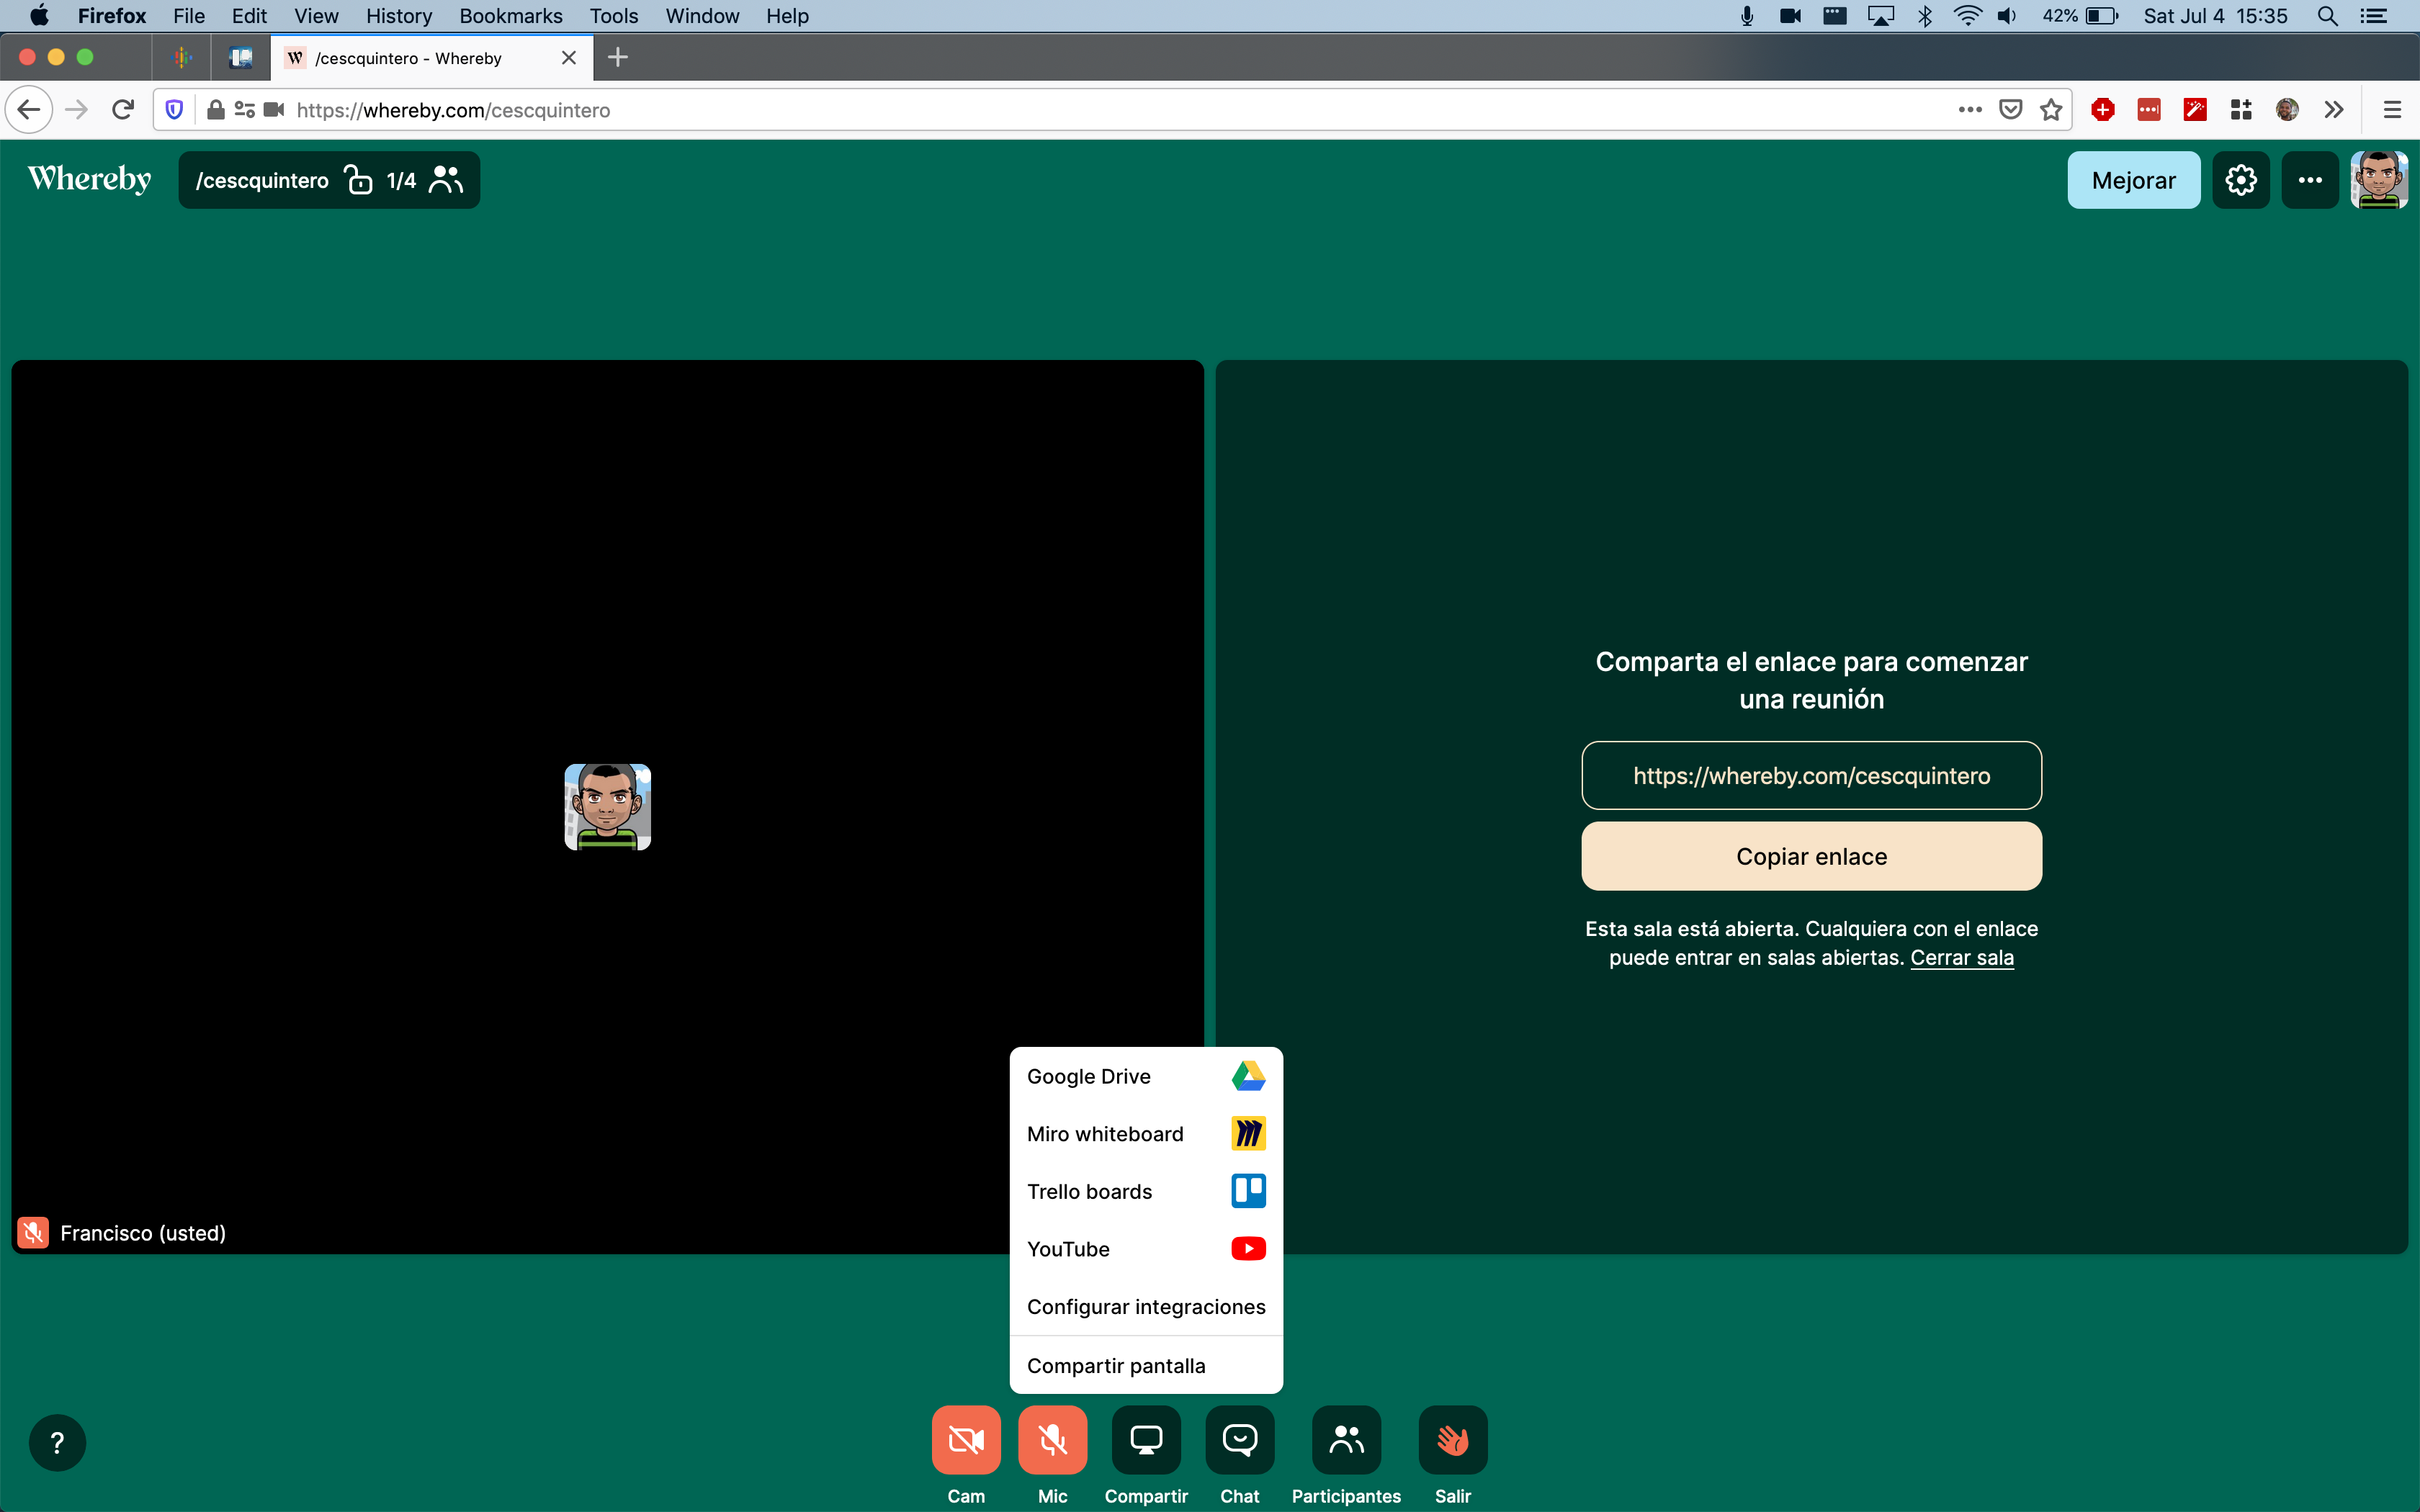 Firefox File Edit View History Bookmarks Tools Window Help 42% Sat Jul 4 15:35
W /cescquintero - Whereby
https://whereby.com/cescquintero
Whereby /cescquintero 1/4 Mejorar
Comparta el enlace para comenzar
una reunión
https://whereby.com/cescquintero
Copiar enlace
Esta sala está abierta. Cualquiera con el enlace
puede entrar en salas abiertas. Cerrar sala
Francisco (usted)
Google Drive
Miro whiteboard
Trello boards
YouTube
Configurar integraciones
Compartir pantalla
?
Cam Mic Compartir Chat Participantes Salir